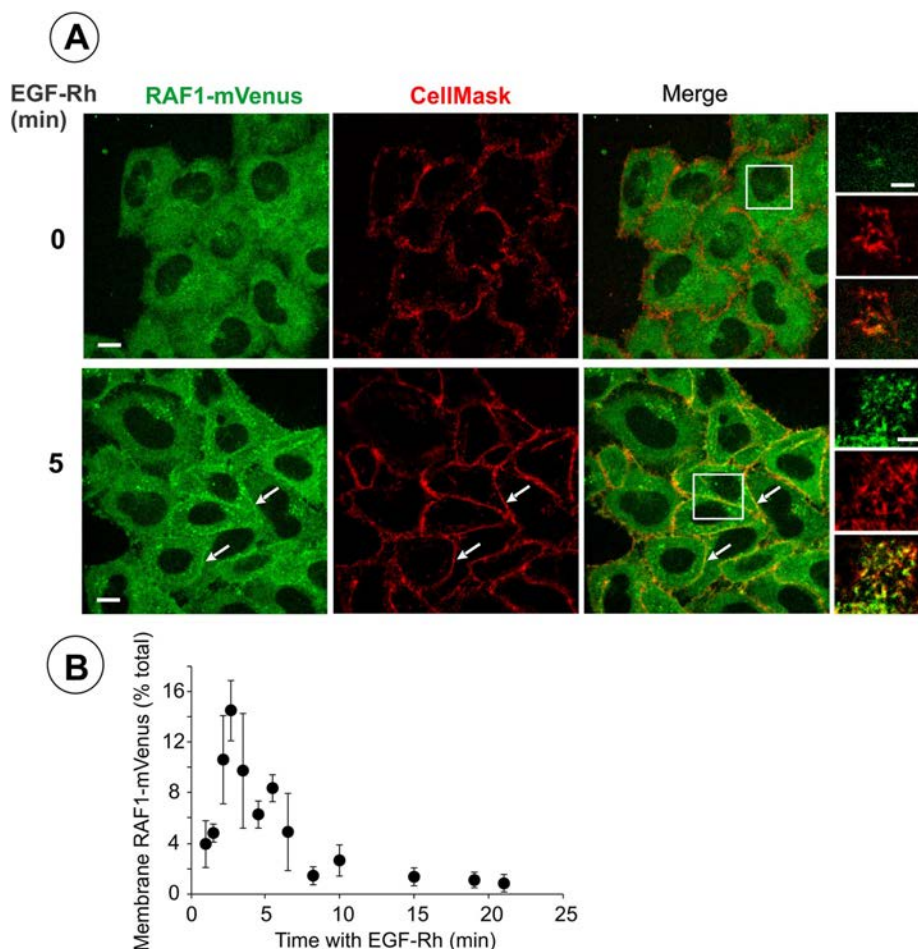 A
EGF-Rh
(min)
RAF1-mVenus
CellMask
Merge
0
5
B
Membrane RAF1-mVenus (% total)
16
12
8
4
0
0 5 10 15 20 25
Time with EGF-Rh (min)